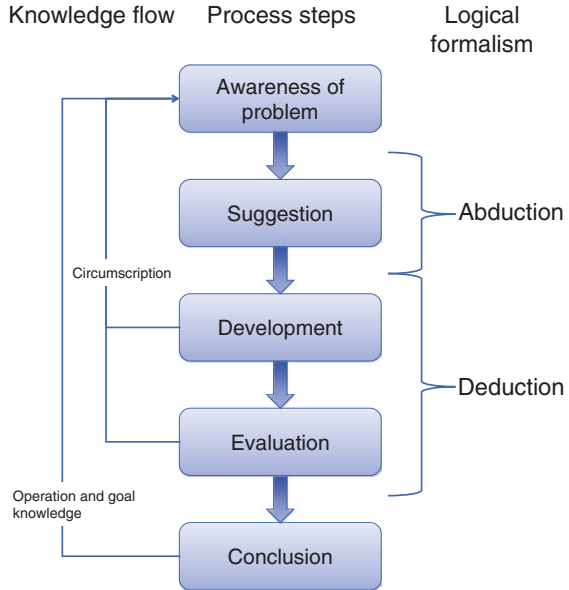 Knowledge flow
Process steps
Logical
formalism
Awareness of
problem
Suggestion
Abduction
Circumscription
Development
Deduction
Evaluation
Operation and goal
knowledge
Conclusion